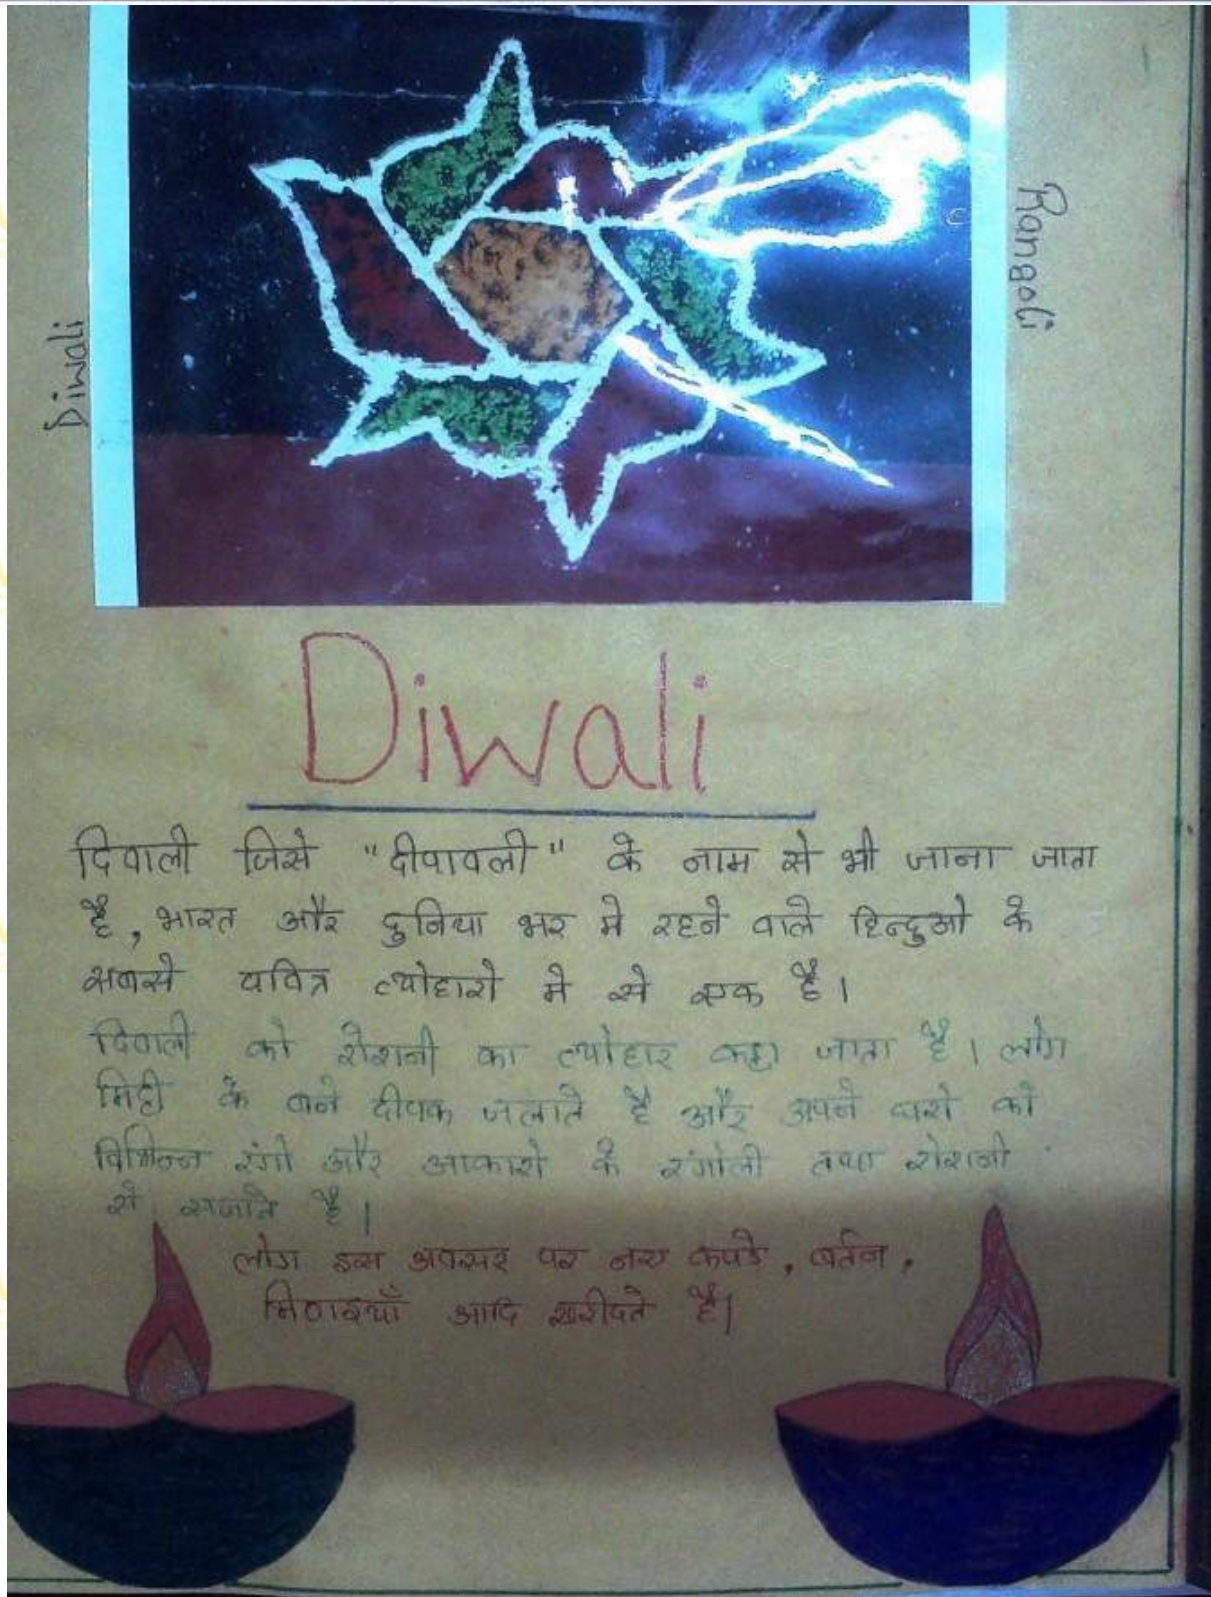 Diwali
Rangoli
Diwali
दिवाली जिसे "दीपावली" के नाम से भी जाना जाता
है, भारत और दुनिया भर मे रहने वाले हिन्दुओ के
सबसे पवित्र त्योहारो मे से एक है।
दिवाली को रोशनी का त्योहार कहा जाता है। लोग
मिट्टी के बने दीपक जलाते है और अपने घरो को
विभिन्न रंगो और आकारो के रंगोली तथा रोशनी
से सजाते है।
लोग इस अवसर पर नए कपडे, बर्तन,
मिठाइयाँ आदि खरीदते है।